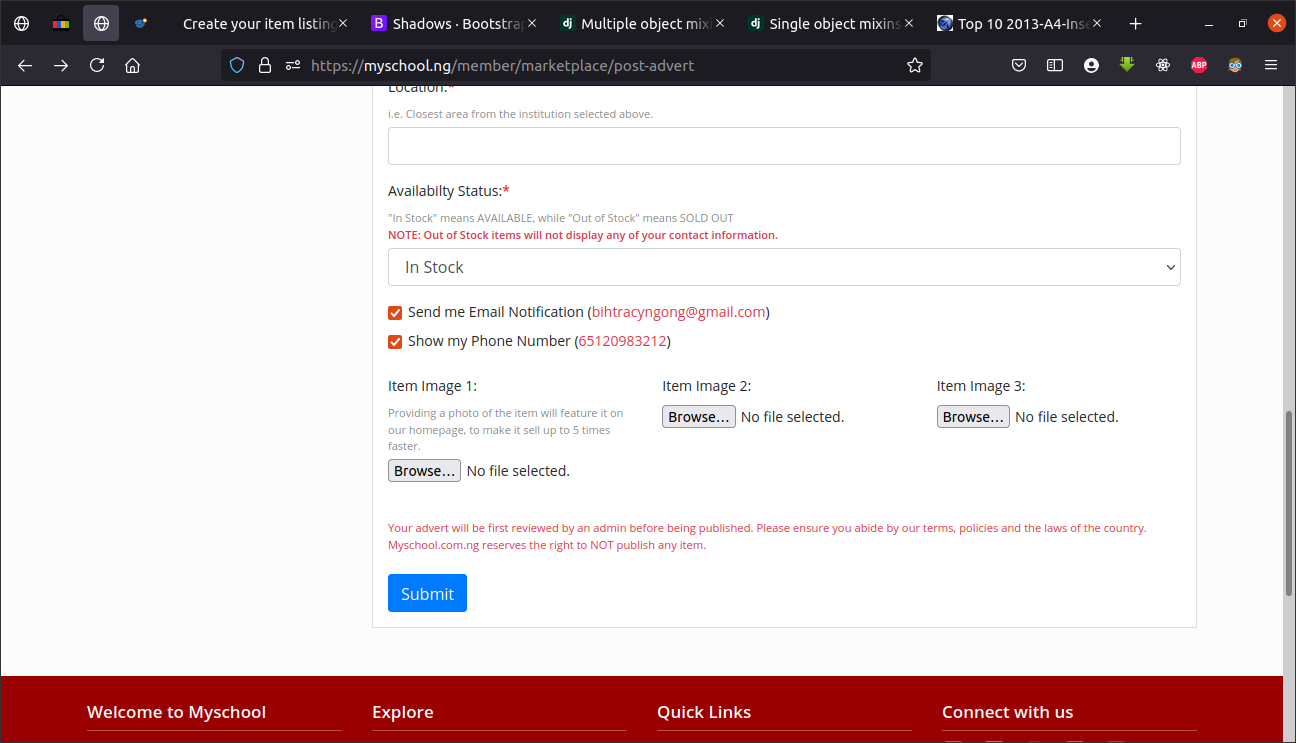 Create your item listing
Shadows · Bootstrap
Multiple object mixi
Single object mixins
Top 10 2013-A4-Inse
https://myschool.ng/member/marketplace/post-advert
ABP
Location:*
i.e. Closest area from the institution selected above.
Availabilty Status:*
"In Stock" means AVAILABLE, while "Out of Stock" means SOLD OUT
NOTE: Out of Stock items will not display any of your contact information.
In Stock
Send me Email Notification (bihtracyngong@gmail.com)
Show my Phone Number (65120983212)
Item Image 1:
Providing a photo of the item will feature it on
our homepage, to make it sell up to 5 times
faster.
Browse... No file selected.
Item Image 2:
Browse... No file selected.
Item Image 3:
Browse... No file selected.
Your advert will be first reviewed by an admin before being published. Please ensure you abide by our terms, policies and the laws of the country.
Myschool.com.ng reserves the right to NOT publish any item.
Submit
Welcome to Myschool
Explore
Quick Links
Connect with us